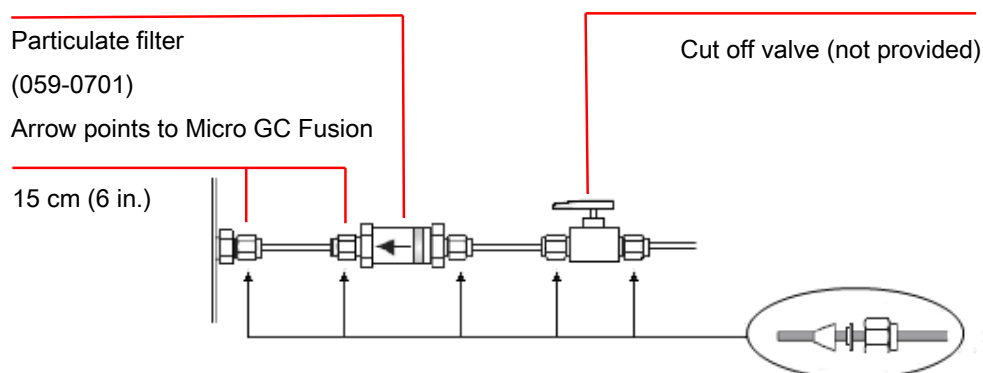 Particulate filter
(059-0701)
Arrow points to Micro GC Fusion
15 cm (6 in.)
Cut off valve (not provided)